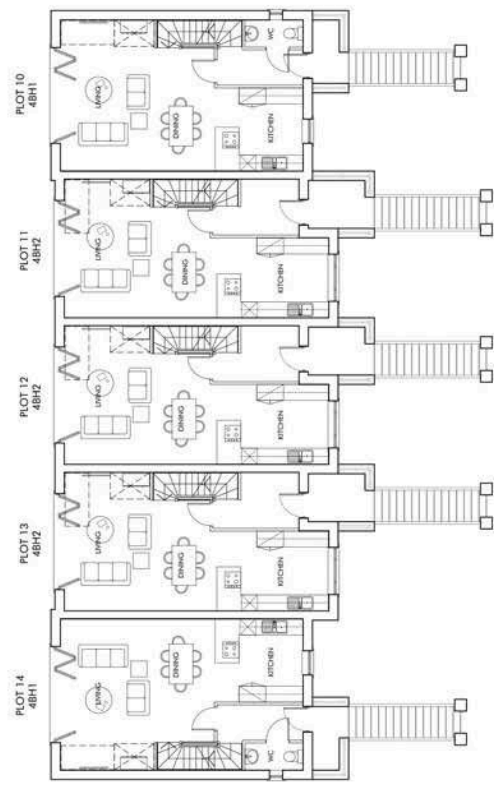 PLOT 10
4BH1
LIVING
DINING
KITCHEN
WC
PLOT 11
4BH2
LIVING
DINING
KITCHEN
PLOT 12
4BH2
LIVING
DINING
KITCHEN
PLOT 13
4BH2
LIVING
DINING
KITCHEN
PLOT 14
4BH1
LIVING
DINING
KITCHEN
WC